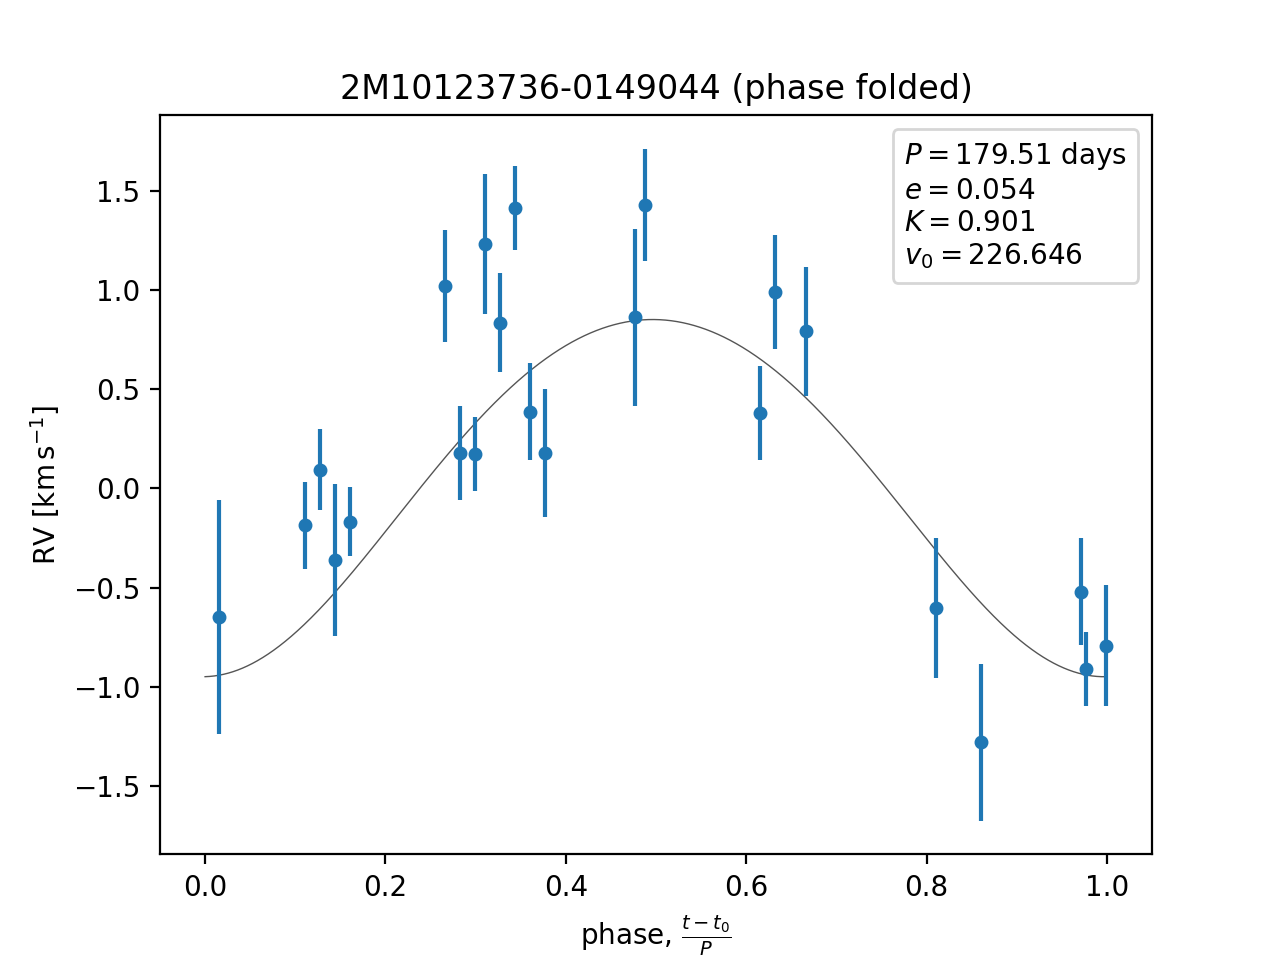 2M10123736-0149044 (phase folded)
P = 179.51 days
e = 0.054
K = 0.901
v₀ = 226.646
RV [km s⁻¹]
1.5
1.0
0.5
0.0
−0.5
−1.0
−1.5
0.0 0.2 0.4 0.6 0.8 1.0
phase, (t − t₀)/P